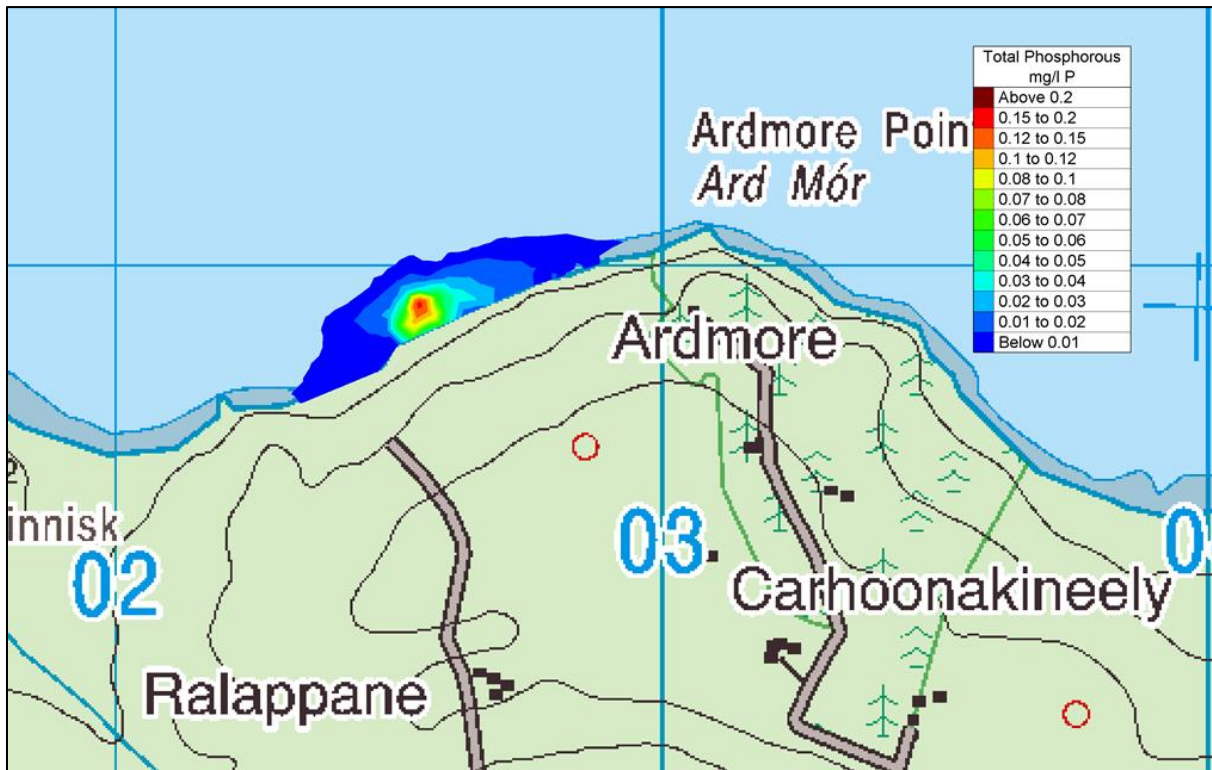 Total Phosphorous
mg/l P
Above 0.2
0.15 to 0.2
0.12 to 0.15
0.1 to 0.12
0.08 to 0.1
0.07 to 0.08
0.06 to 0.07
0.05 to 0.06
0.04 to 0.05
0.03 to 0.04
0.02 to 0.03
0.01 to 0.02
Below 0.01
Ardmore Poin
Ard Mór
Ardmore
innisk
02
03
0
Carhoonakineely
Ralappane